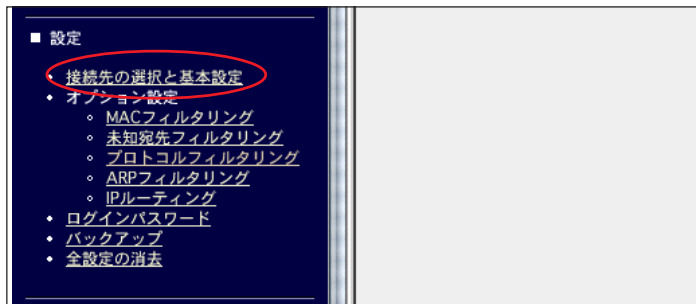 ■ 設定
• 接続先の選択と基本設定
• オプション設定
◦ MACフィルタリング
◦ 未知宛先フィルタリング
◦ プロトコルフィルタリング
◦ ARPフィルタリング
◦ IPルーティング
• ログインパスワード
• バックアップ
• 全設定の消去